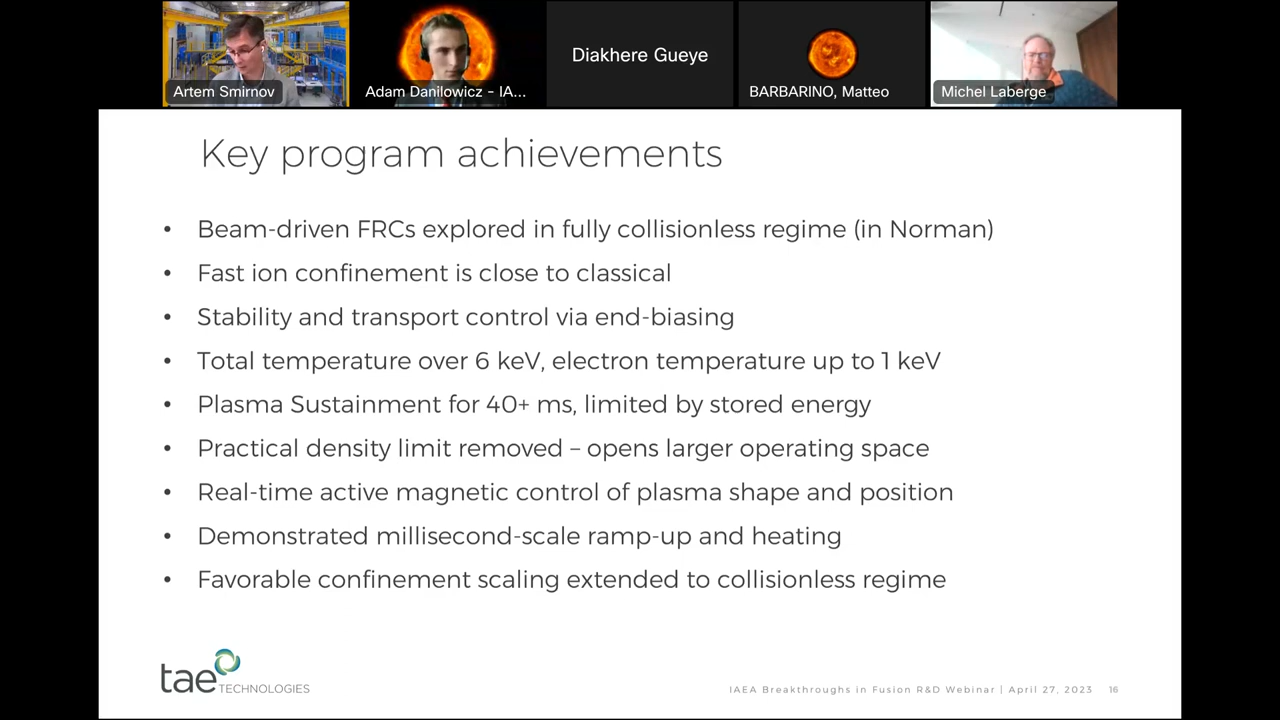 Artem Smirnov
Adam Danilowicz - IA...
Diakhere Gueye
BARBARINO, Matteo
Michel Laberge
Key program achievements
• Beam-driven FRCs explored in fully collisionless regime (in Norman)
• Fast ion confinement is close to classical
• Stability and transport control via end-biasing
• Total temperature over 6 keV, electron temperature up to 1 keV
• Plasma Sustainment for 40+ ms, limited by stored energy
• Practical density limit removed – opens larger operating space
• Real-time active magnetic control of plasma shape and position
• Demonstrated millisecond-scale ramp-up and heating
• Favorable confinement scaling extended to collisionless regime
tae TECHNOLOGIES
IAEA Breakthroughs in Fusion R&D Webinar | April 27, 2023 16